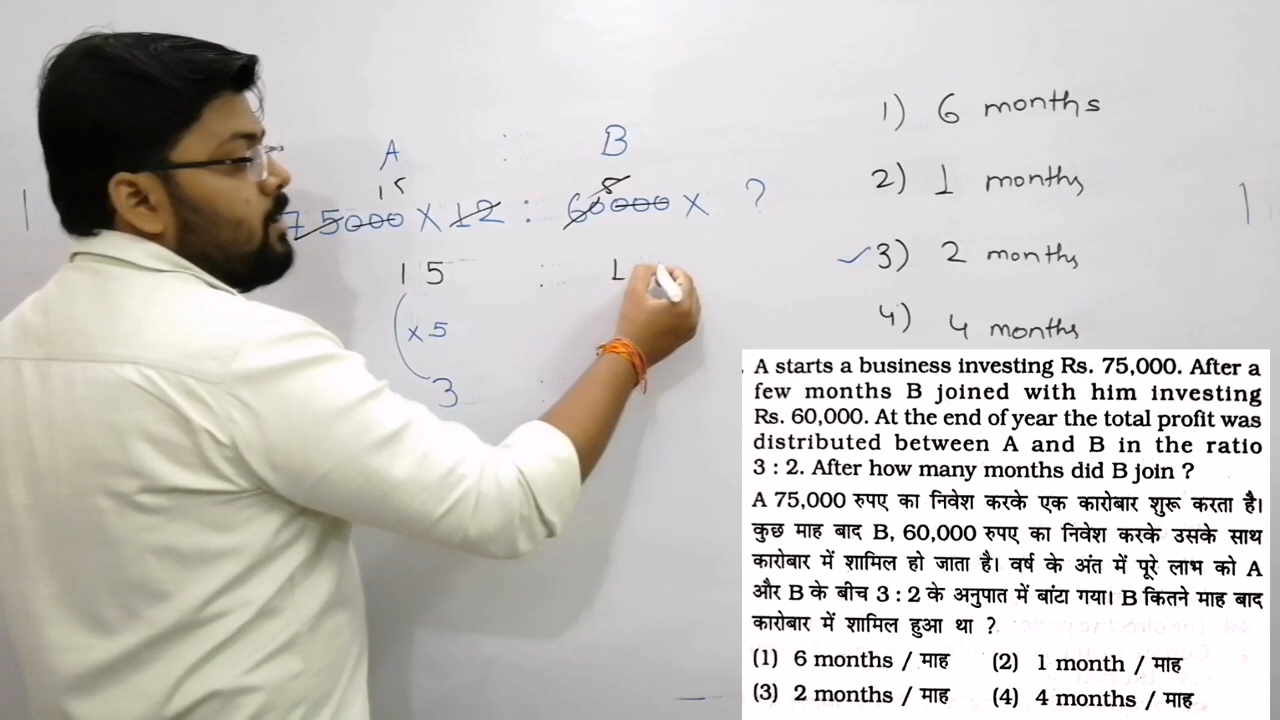 A : B
15 8
75000 X 12 : 60000 X ?
15 : 1
x 5
3 :
1) 6 months
2) 1 months
✓3) 2 months
4) 4 months
A starts a business investing Rs. 75,000. After a
few months B joined with him investing
Rs. 60,000. At the end of year the total profit was
distributed between A and B in the ratio
3 : 2. After how many months did B join ?
A 75,000 रुपए का निवेश करके एक कारोबार शुरू करता है।
कुछ माह बाद B, 60,000 रुपए का निवेश करके उसके साथ
कारोबार में शामिल हो जाता है। वर्ष के अंत में पूरे लाभ को A
और B के बीच 3 : 2 के अनुपात में बांटा गया। B कितने माह बाद
कारोबार में शामिल हुआ था ?
(1) 6 months / माह (2) 1 month / माह
(3) 2 months / माह (4) 4 months / माह